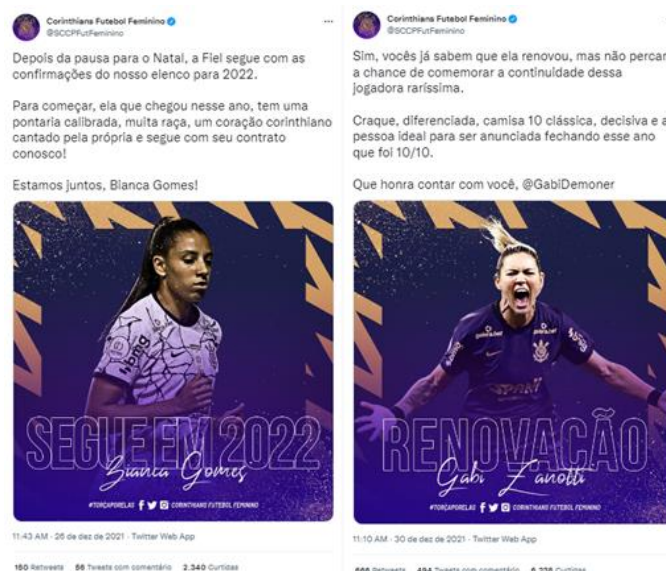 Corinthians Futebol Feminino
@SCCPFutFeminino
Depois da pausa para o Natal, a Fiel segue com as
confirmações do nosso elenco para 2022.
Para começar, ela que chegou nesse ano, tem uma
pontaria calibrada, muita raça, um coração corinthiano
cantado pela própria e segue com seu contrato
conosco!
Estamos juntos, Bianca Gomes!
bmg
SEGUE EM 2022
Bianca Gomes
#TORÇAPORELAS CORINTHIANS FUTEBOL FEMININO
11:43 AM · 26 de dez de 2021 · Twitter Web App
150 Retweets 56 Tweets com comentário 2.340 Curtidas
Corinthians Futebol Feminino
@SCCPFutFeminino
Sim, vocês já sabem que ela renovou, mas não percam
a chance de comemorar a continuidade dessa
jogadora raríssima.
Craque, diferenciada, camisa 10 clássica, decisiva e a
pessoa ideal para ser anunciada fechando esse ano
que foi 10/10.
Que honra contar com você, @GabiDemoner
RENOVAÇÃO
Gabi Zanotti
#TORÇAPORELAS CORINTHIANS FUTEBOL FEMININO
11:10 AM · 30 de dez de 2021 · Twitter Web App
Retweets 494 Tweets com comentário Curtidas